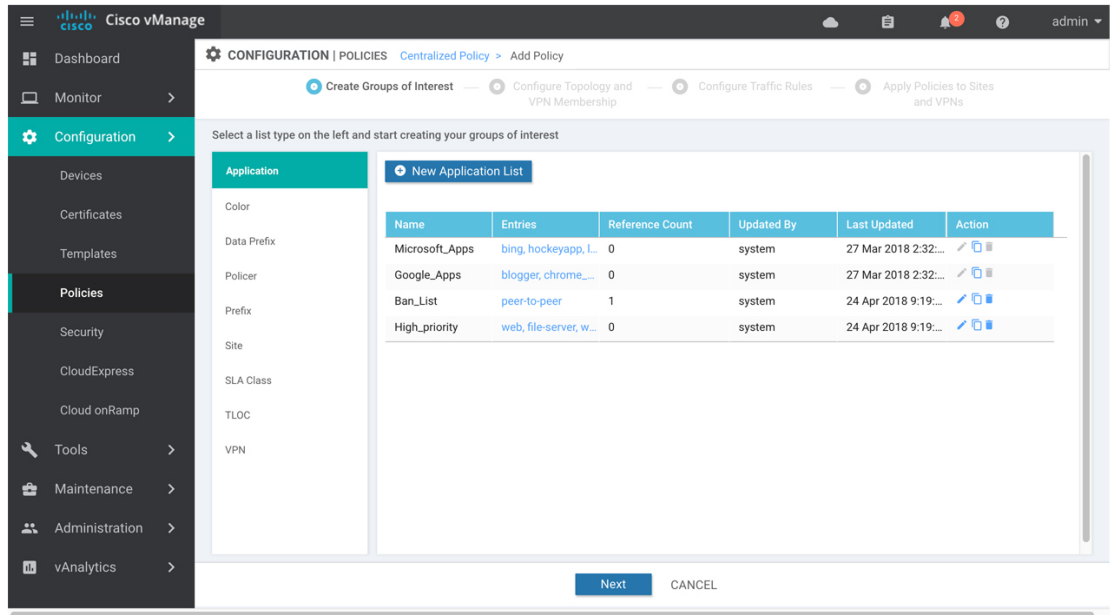 CISCO Cisco vManage 2 admin
Dashboard
Monitor
Configuration
Devices
Certificates
Templates
Policies
Security
CloudExpress
Cloud onRamp
Tools
Maintenance
Administration
vAnalytics
CONFIGURATION | POLICIES Centralized Policy > Add Policy
Create Groups of Interest
Configure Topology and
VPN Membership
Configure Traffic Rules
Apply Policies to Sites
and VPNs
Select a list type on the left and start creating your groups of interest
Application
Color
Data Prefix
Policer
Prefix
Site
SLA Class
TLOC
VPN
New Application List
Name Entries Reference Count Updated By Last Updated Action
Microsoft_Apps bing, hockeyapp, l... 0 system 27 Mar 2018 2:32:...
Google_Apps blogger, chrome_... 0 system 27 Mar 2018 2:32:...
Ban_List peer-to-peer 1 system 24 Apr 2018 9:19:...
High_priority web, file-server, w... 0 system 24 Apr 2018 9:19:...
Next CANCEL